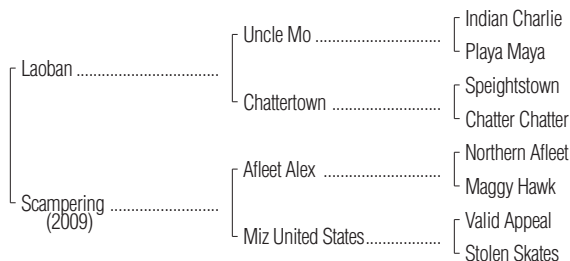 Indian Charlie
Uncle Mo ........................................
Playa Maya
Laoban ..............................................
Speightstown
Chattertown ..................................
Chatter Chatter
Northern Afleet
Afleet Alex ......................................
Maggy Hawk
Scampering ...................................
(2009)
Valid Appeal
Miz United States........................
Stolen Skates